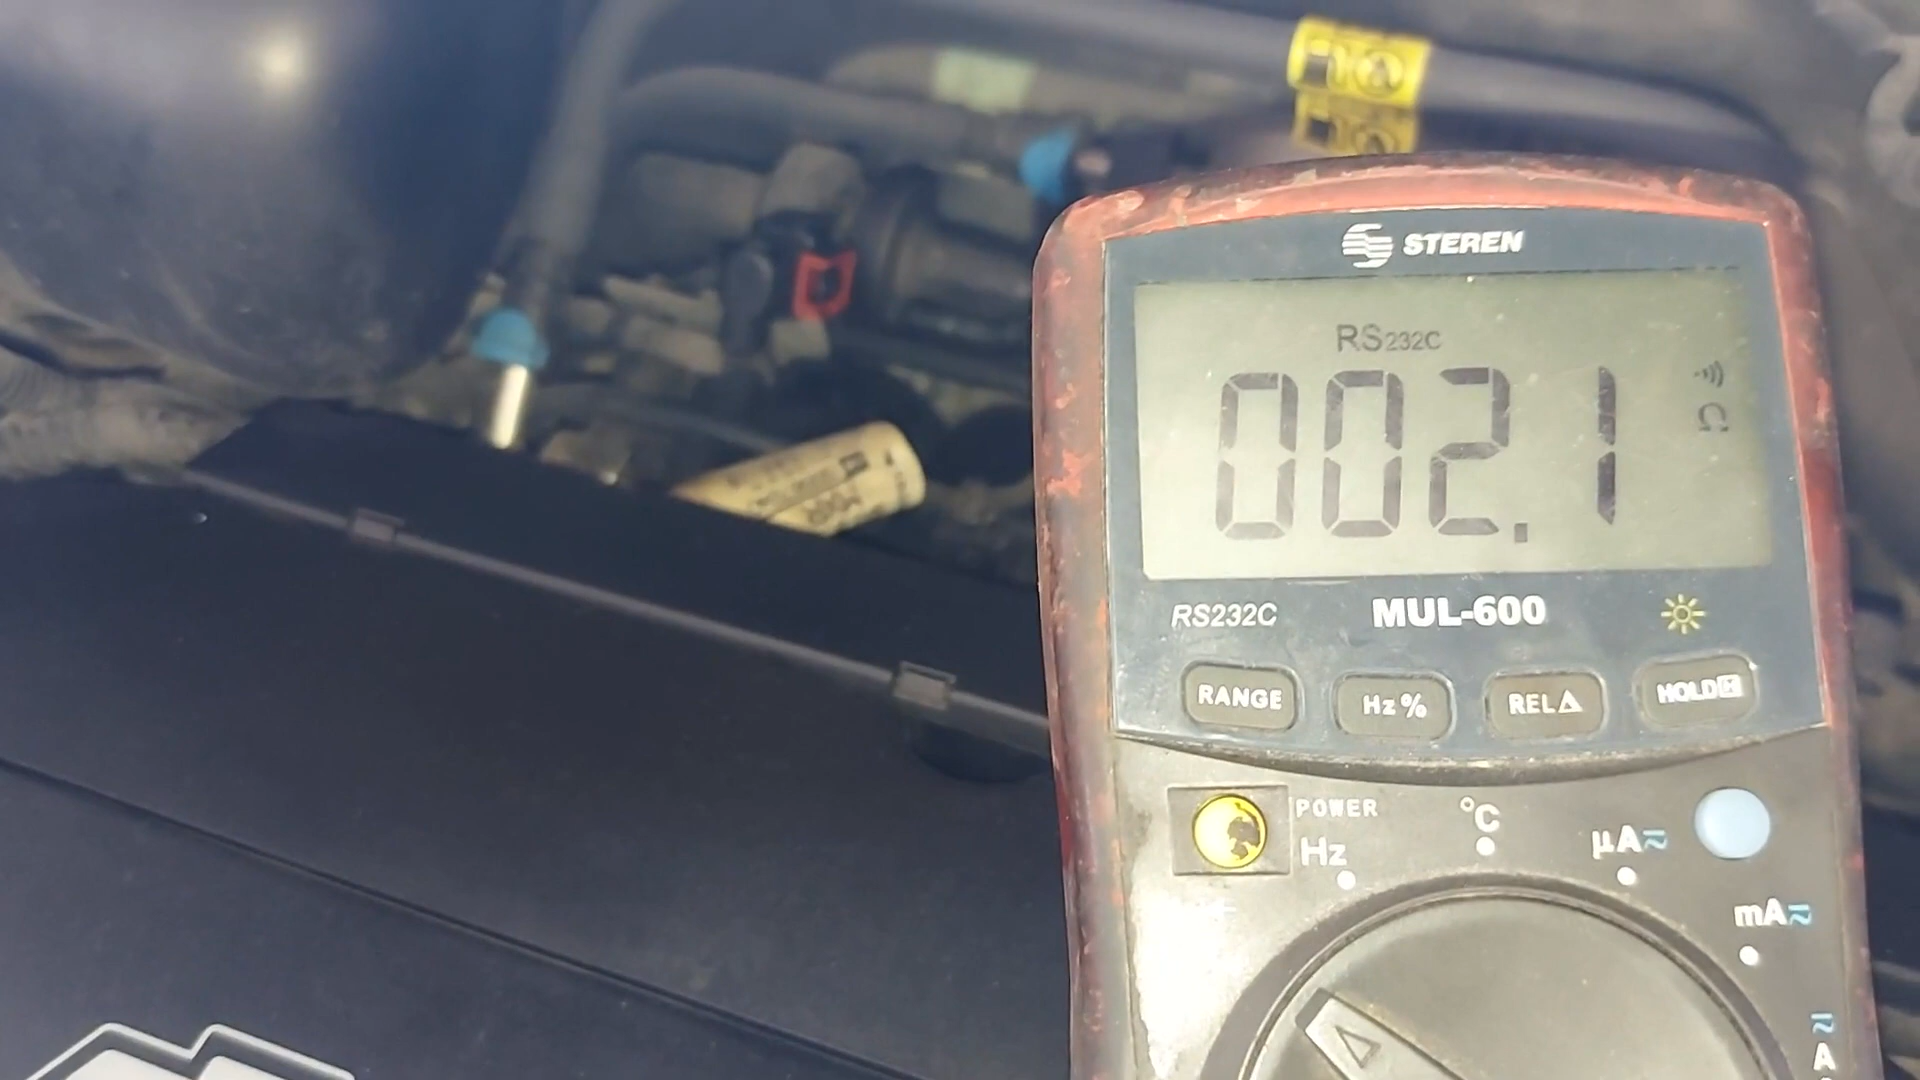 STEREN
RS232C
002.1
Ω
RS232C
MUL-600
RANGE
Hz%
REL∆
HOLD H
POWER
Hz
°C
µA
mA
A